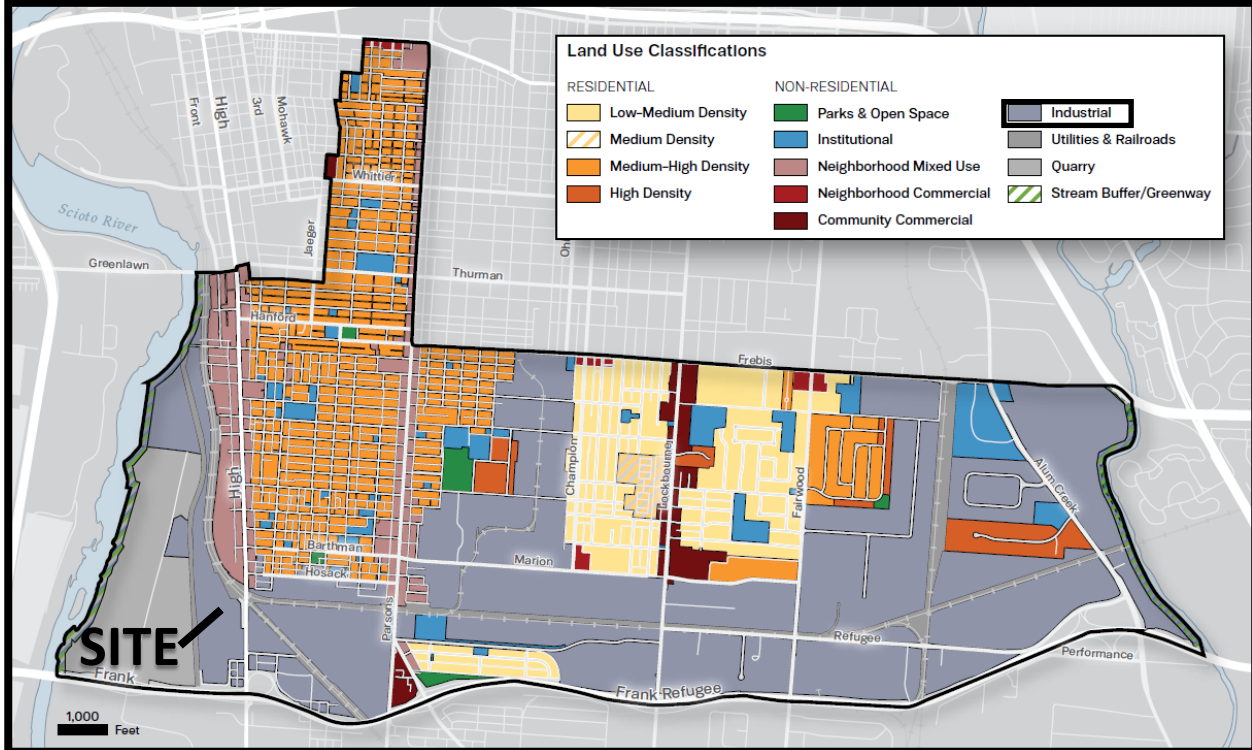 Land Use Classifications
RESIDENTIAL
Low-Medium Density
Medium Density
Medium-High Density
High Density
NON-RESIDENTIAL
Parks & Open Space
Institutional
Neighborhood Mixed Use
Neighborhood Commercial
Community Commercial
Industrial
Utilities & Railroads
Quarry
Stream Buffer/Greenway
Front
High
3rd
Mohawk
Whittier
Scioto River
Jaeger
Greenlawn
Thurman
Hanford
Frebis
High
Champion
Lockbourne
Fairwood
Alum Creek
Barthman
Hosack
Marion
Parsons
Refugee
Performance
SITE
Frank
Frank Refugee
1,000
Feet